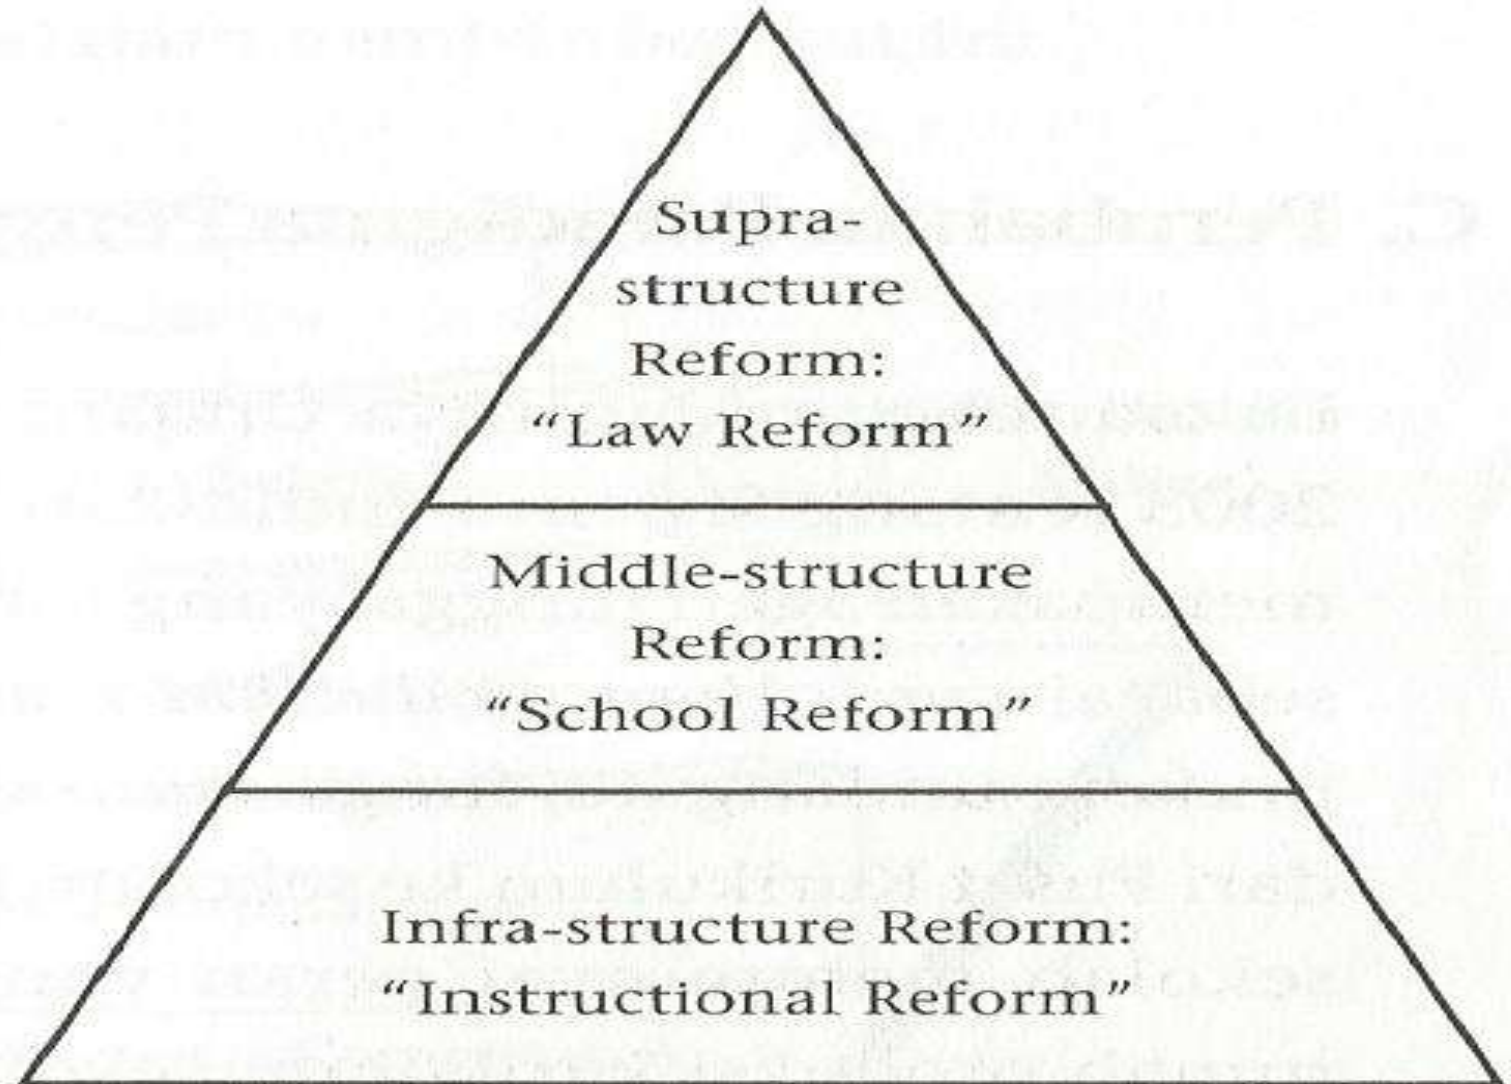 Supra-
structure
Reform:
“Law Reform”
Middle-structure
Reform:
“School Reform”
Infra-structure Reform:
“Instructional Reform”